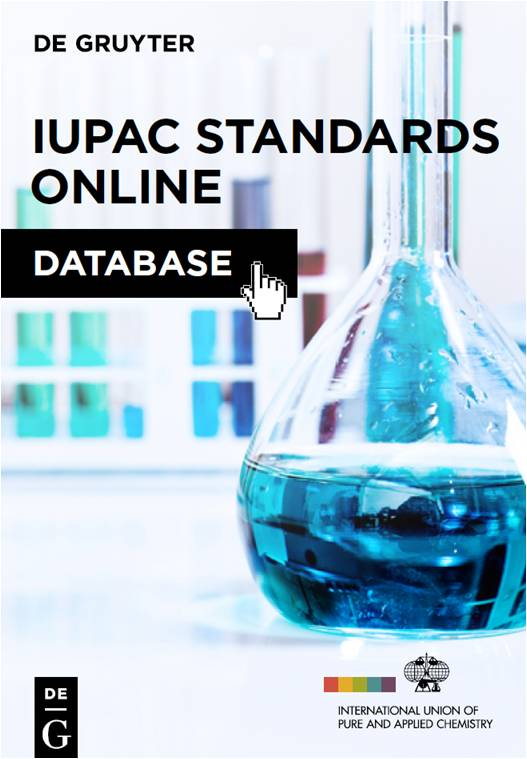 DE GRUYTER
IUPAC STANDARDS
ONLINE
DATABASE
DE
G
INTERNATIONAL UNION OF
PURE AND APPLIED CHEMISTRY